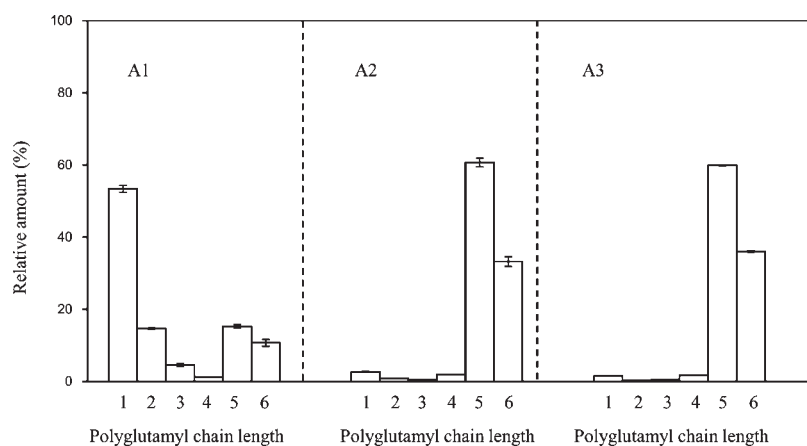 100
80
60
40
20
0
Relative amount (%)
A1 A2 A3
1 2 3 4 5 6 1 2 3 4 5 6 1 2 3 4 5 6
Polyglutamyl chain length Polyglutamyl chain length Polyglutamyl chain length